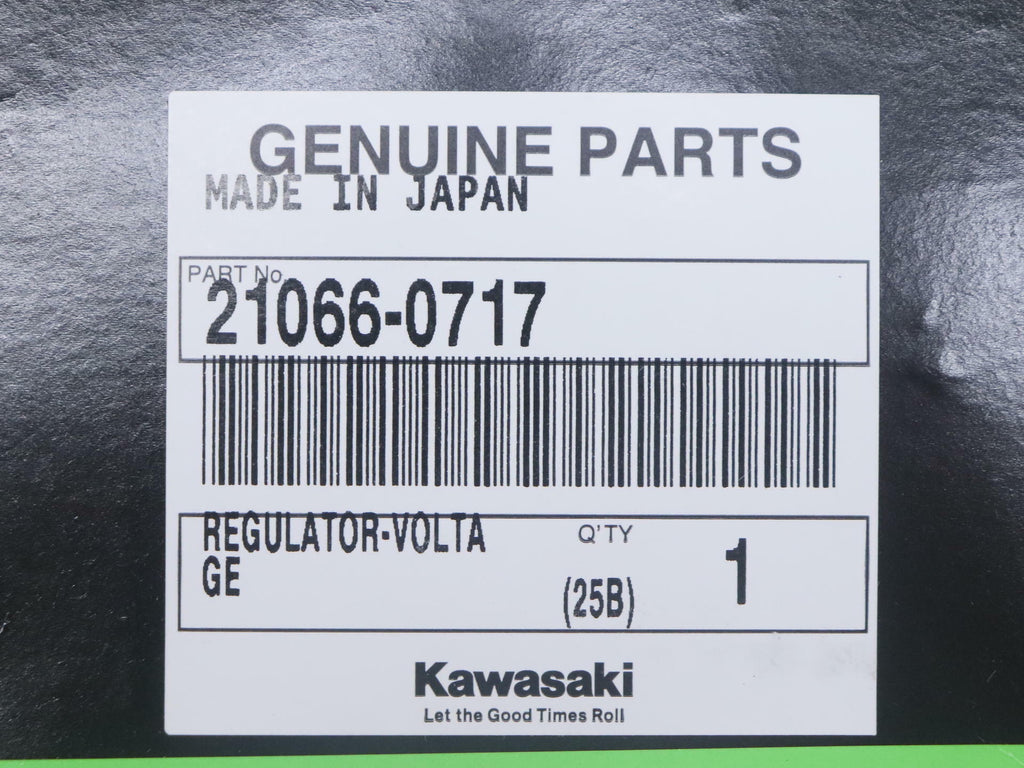 GENUINE PARTS
MADE IN JAPAN
PART No.
21066-0717
REGULATOR-VOLTA
GE
Q'TY
(25B)
1
Kawasaki
Let the Good Times Roll